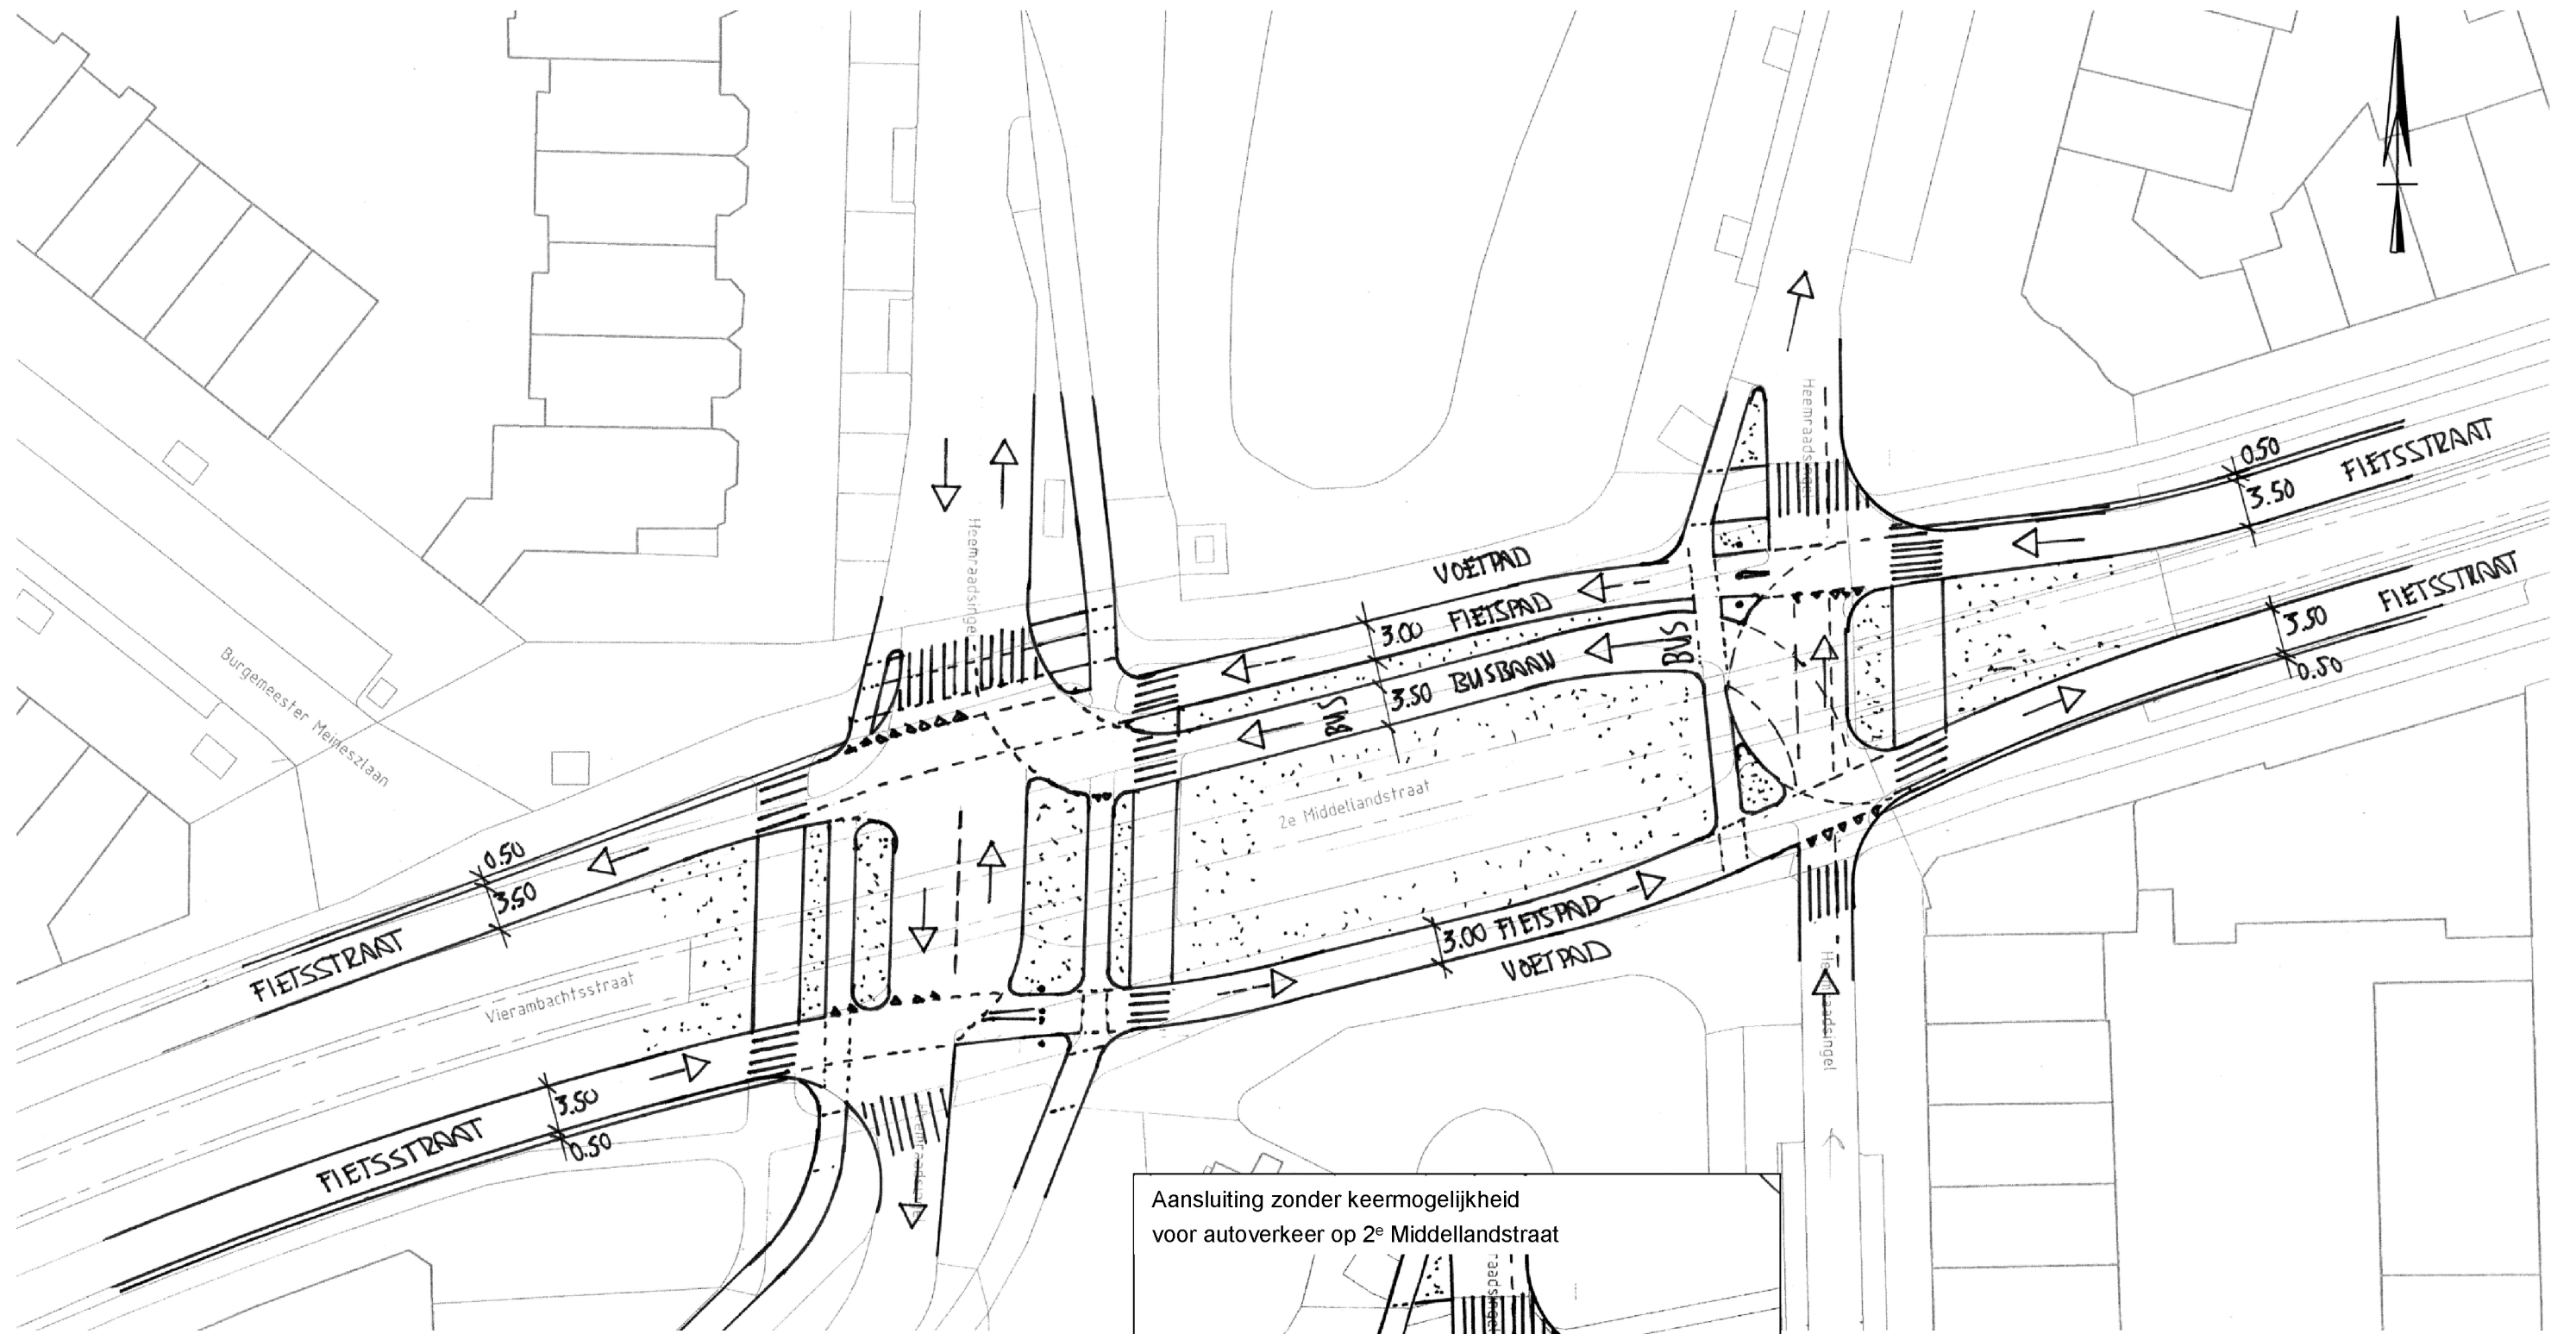 Heemraadsingel
0.50
3.50
FIETSSTRAAT
FIETSSTRAAT
3.50
0.50
Heemraadsingel
VOETPAD
3.00 FIETSPAD
BUS
3.50 BUSBAAN
BUS
2e Middellandstraat
Burgemeester Meineszlaan
0.50
3.50
FIETSSTRAAT
Vierambachtsstraat
3.00 FIETSPAD
VOETPAD
Heemraadsingel
3.50
0.50
FIETSSTRAAT
Aansluiting zonder keermogelijkheid
voor autoverkeer op 2e Middellandstraat
raadsingel